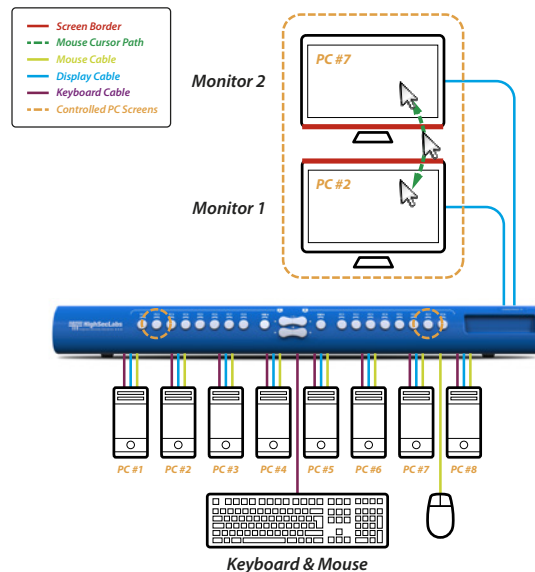 Screen Border
Mouse Cursor Path
Mouse Cable
Display Cable
Keyboard Cable
Controlled PC Screens
Monitor 2
PC #7
Monitor 1
PC #2
HighSecLabs
PC #1
PC #2
PC #3
PC #4
PC #5
PC #6
PC #7
PC #8
Keyboard & Mouse